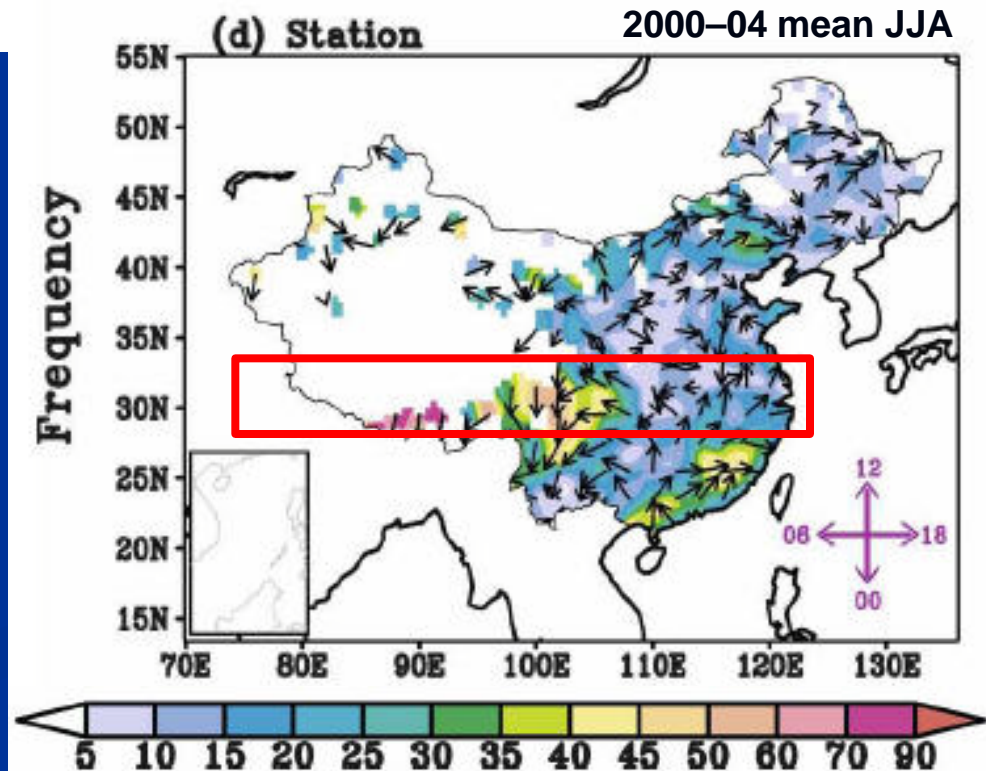 (d) Station
2000–04 mean JJA
Frequency
55N
50N
45N
40N
35N
30N
25N
20N
15N
12
06 18
00
70E 80E 90E 100E 110E 120E 130E
5 10 15 20 25 30 35 40 45 50 60 70 90